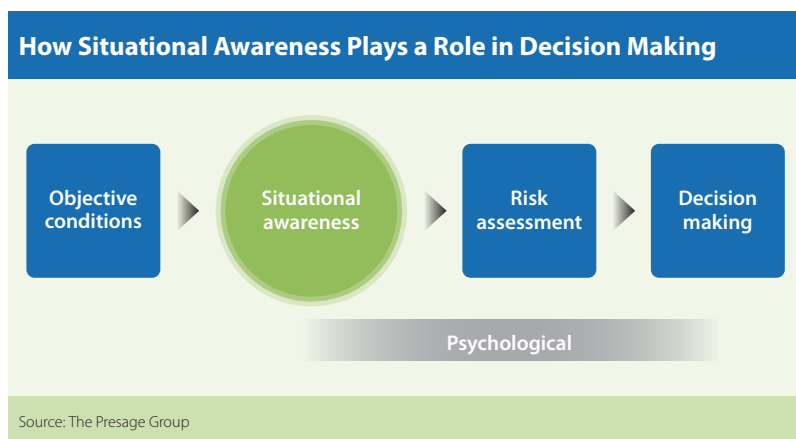 How Situational Awareness Plays a Role in Decision Making
Objective
conditions
Situational
awareness
Risk
assessment
Decision
making
Psychological
Source: The Presage Group